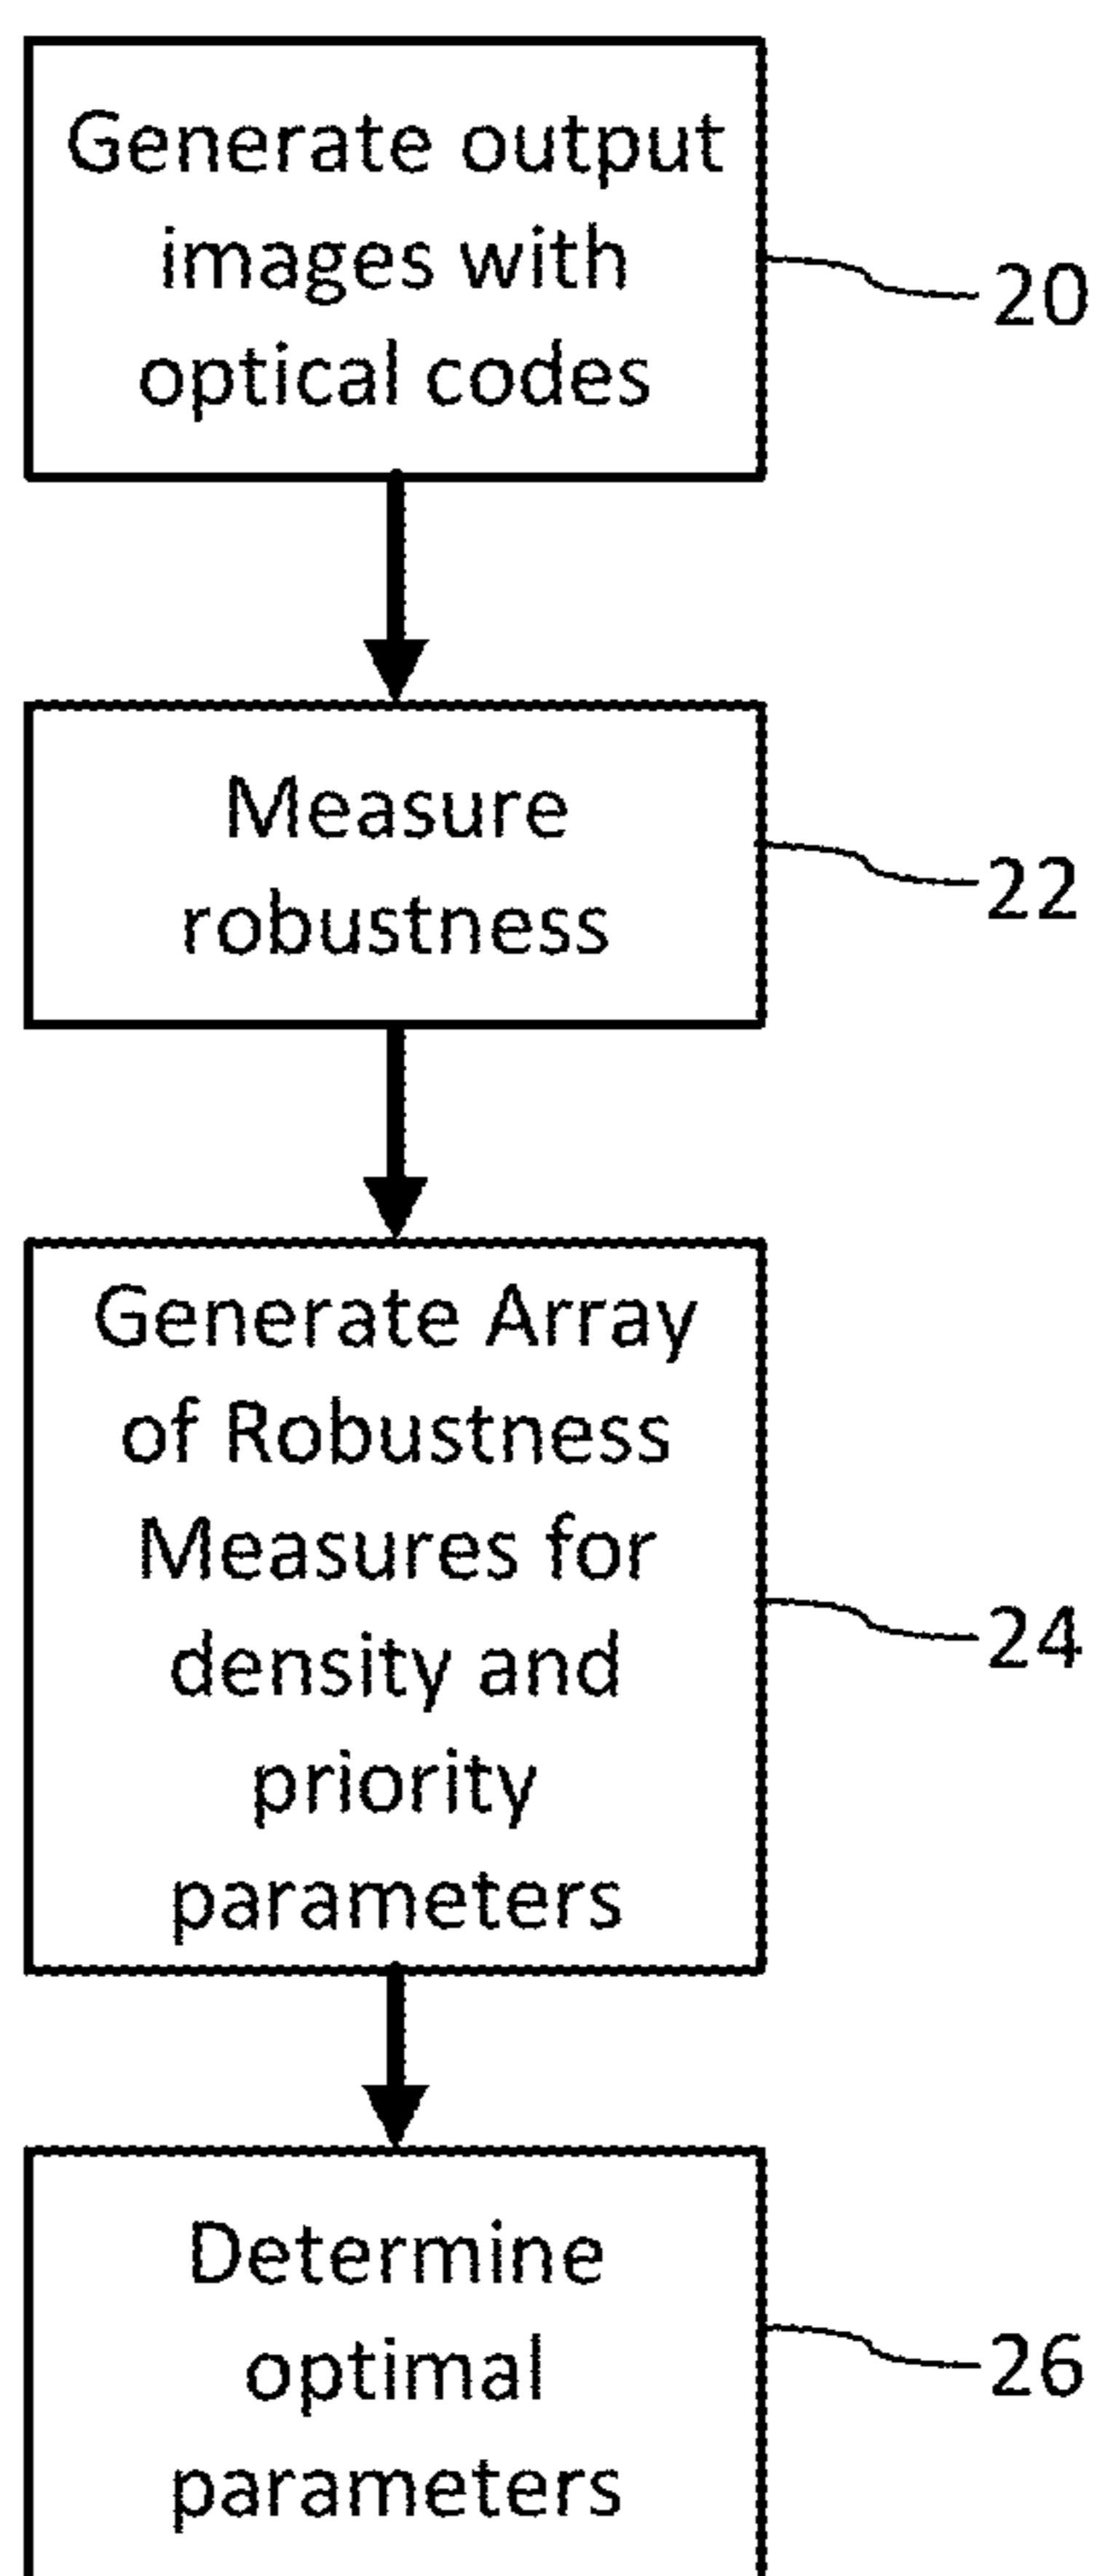 Generate output
images with
optical codes
20
Measure
robustness
22
Generate Array
of Robustness
Measures for
density and
priority
parameters
24
Determine
optimal
parameters
26